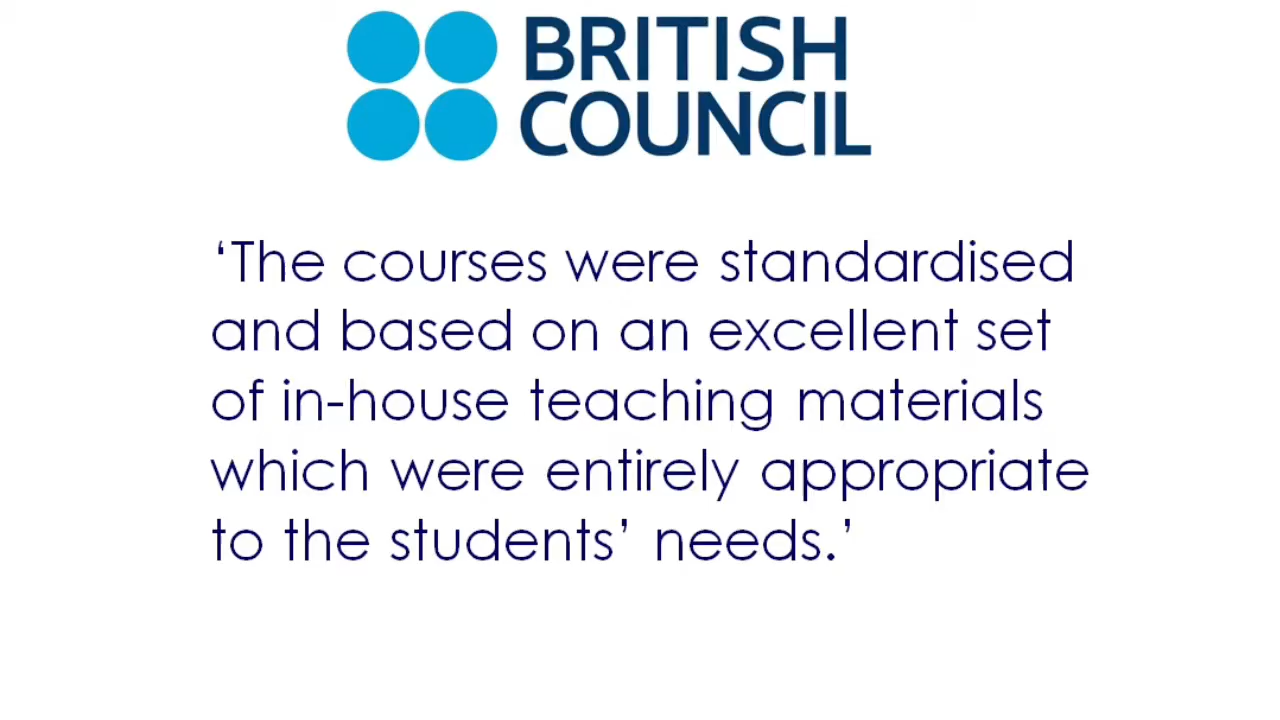 BRITISH
COUNCIL
‘The courses were standardised
and based on an excellent set
of in-house teaching materials
which were entirely appropriate
to the students’ needs.’